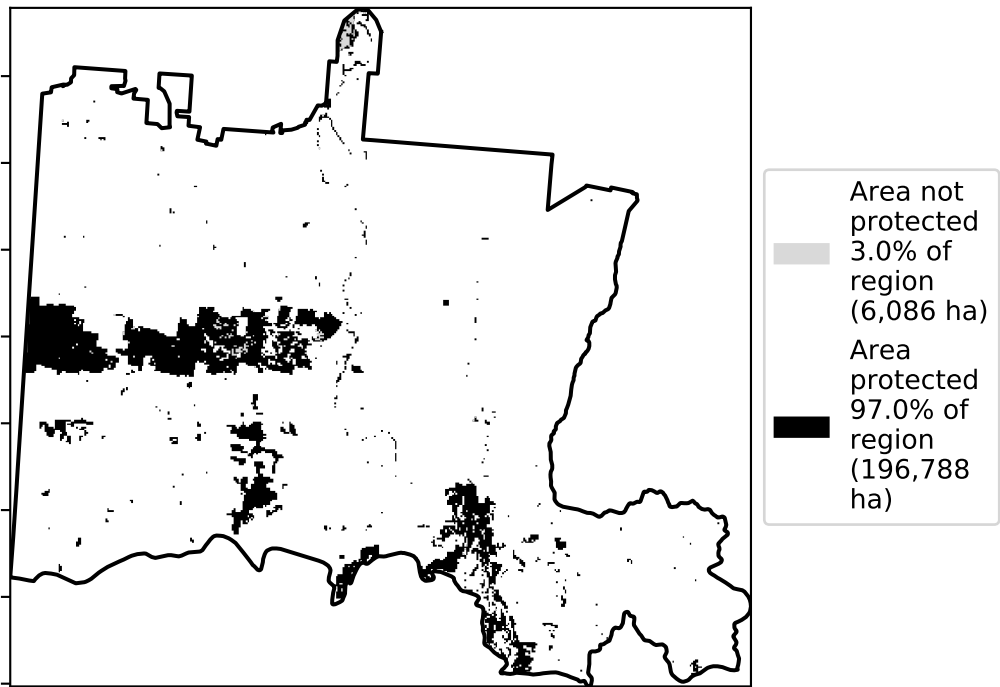 Area not
protected
3.0% of
region
(6,086 ha)
Area
protected
97.0% of
region
(196,788
ha)